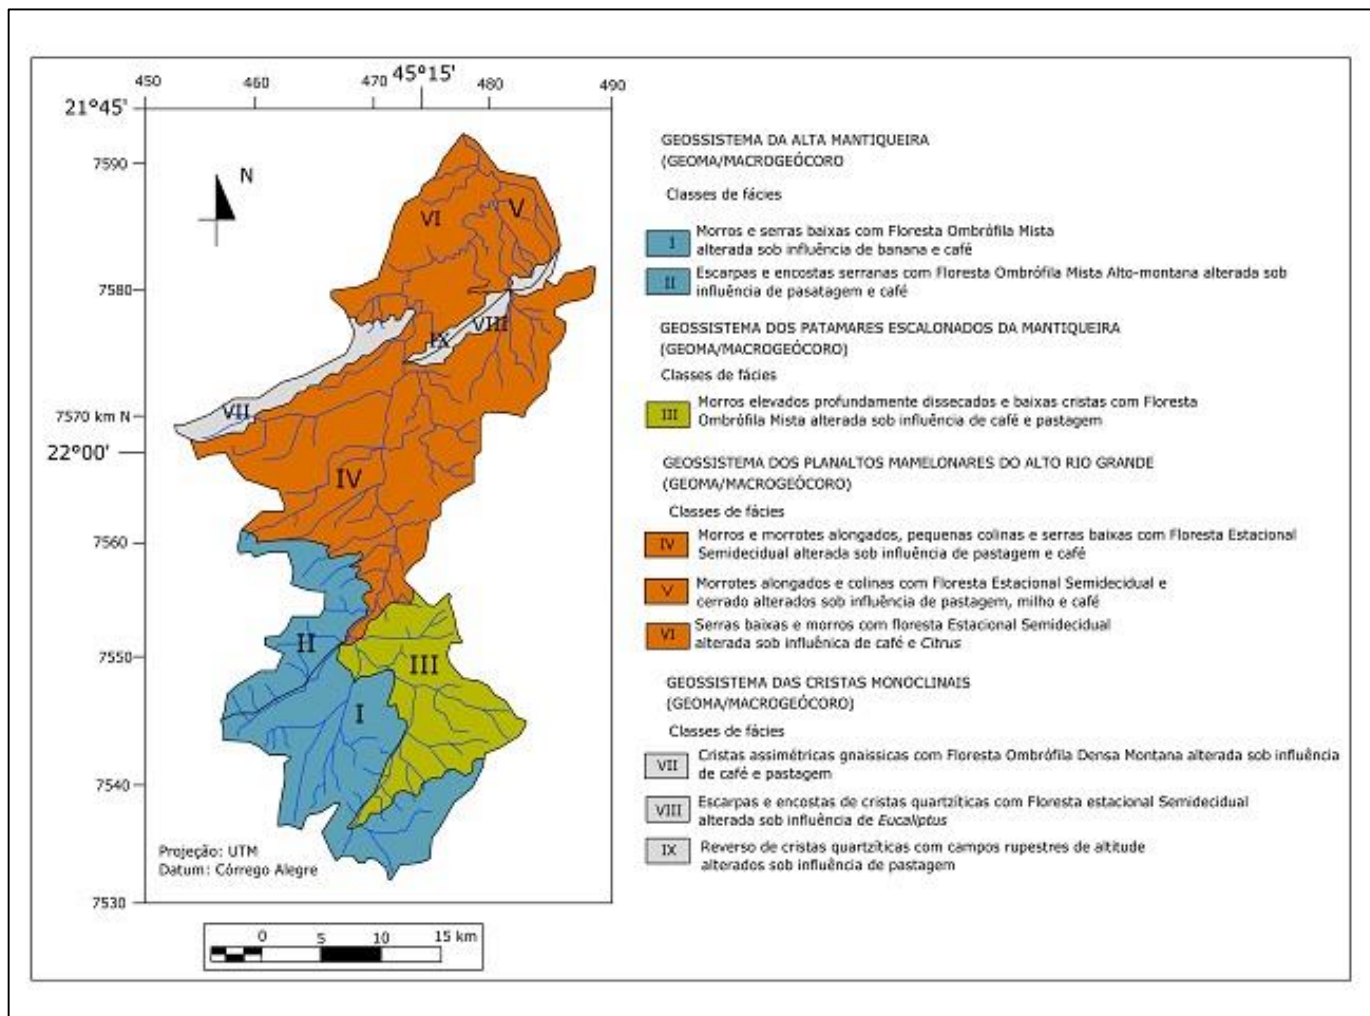 450
460
470
45°15'
480
490
21°45'
7590
N
VI
V
7580
VIII
IX
VII
7570 km N
22°00'
IV
7560
II
III
7550
I
7540
Projeção: UTM
Datum: Córrego Alegre
7530
0 5 10 15 km
GEOSSISTEMA DA ALTA MANTIQUEIRA
(GEOMA/MACROGEÓCORO
Classes de fácies
I Morros e serras baixas com Floresta Ombrófila Mista
alterada sob influência de banana e café
II Escarpas e encostas serranas com Floresta Ombrófila Mista Alto-montana alterada sob
influência de pasatagem e café
GEOSSISTEMA DOS PATAMARES ESCALONADOS DA MANTIQUEIRA
(GEOMA/MACROGEÓCORO)
Classes de fácies
III Morros elevados profundamente dissecados e baixas cristas com Floresta
Ombrófila Mista alterada sob influência de café e pastagem
GEOSSISTEMA DOS PLANALTOS MAMELONARES DO ALTO RIO GRANDE
(GEOMA/MACROGEÓCORO)
Classes de fácies
IV Morros e morrotes alongados, pequenas colinas e serras baixas com Floresta Estacional
Semidecidual alterada sob influência de pastagem e café
V Morrotes alongados e colinas com Floresta Estacional Semidecidual e
cerrado alterados sob influência de pastagem, milho e café
VI Serras baixas e morros com floresta Estacional Semidecidual
alterada sob influênica de café e Citrus
GEOSSISTEMA DAS CRISTAS MONOCLINAIS
(GEOMA/MACROGEÓCORO)
Classes de fácies
VII Cristas assimétricas gnaissicas com Floresta Ombrófila Densa Montana alterada sob influência
de café e pastagem
VIII Escarpas e encostas de cristas quartzíticas com Floresta estacional Semidecidual
alterada sob influência de Eucaliptus
IX Reverso de cristas quartzíticas com campos rupestres de altitude
alterados sob influência de pastagem